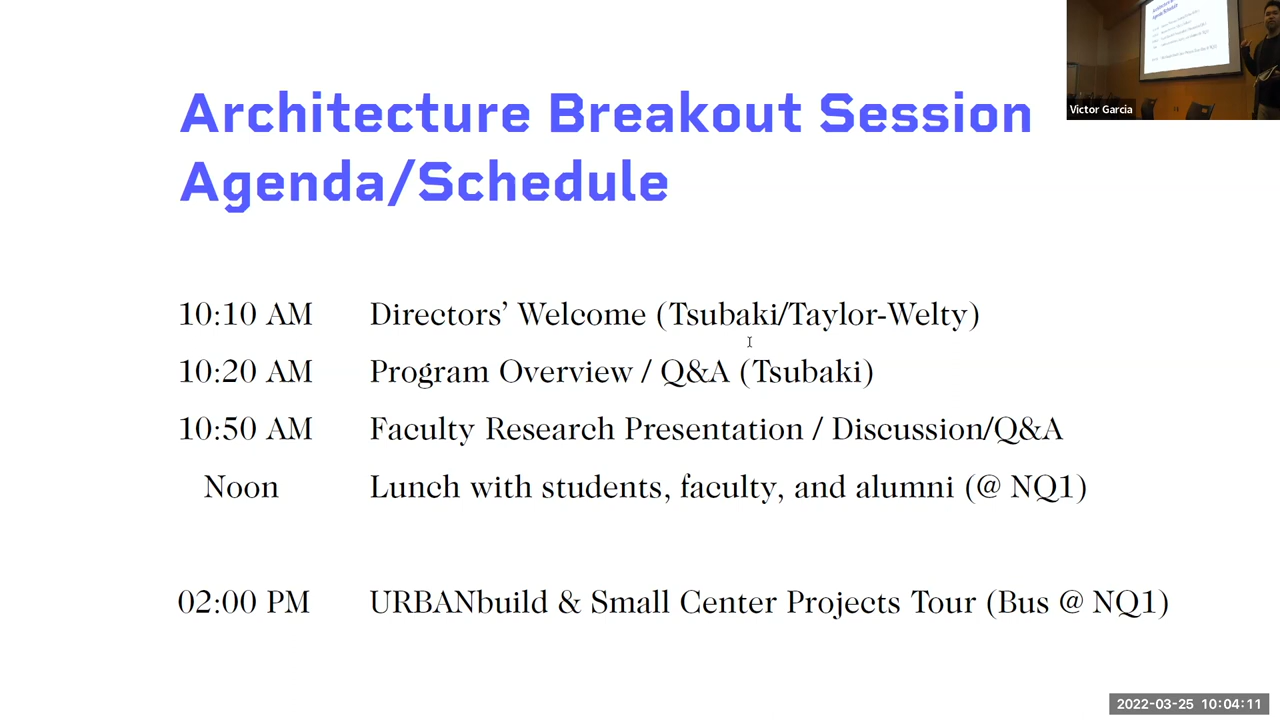 Architecture Breakout Session
Agenda/Schedule
Victor Garcia
10:10 AM Directors’ Welcome (Tsubaki/Taylor-Welty)
10:20 AM Program Overview / Q&A (Tsubaki)
10:50 AM Faculty Research Presentation / Discussion/Q&A
Noon Lunch with students, faculty, and alumni (@ NQ1)
02:00 PM URBANbuild & Small Center Projects Tour (Bus @ NQ1)
2022-03-25 10:04:11